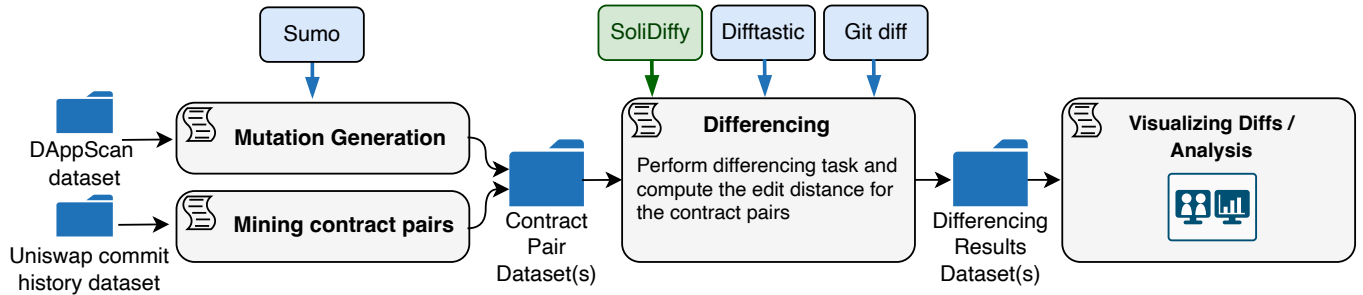 Sumo
SoliDiffy
Difftastic
Git diff
DAppScan
dataset
Mutation Generation
Uniswap commit
history dataset
Mining contract pairs
Contract
Pair
Dataset(s)
Differencing
Perform differencing task and
compute the edit distance for
the contract pairs
Differencing
Results
Dataset(s)
Visualizing Diffs /
Analysis